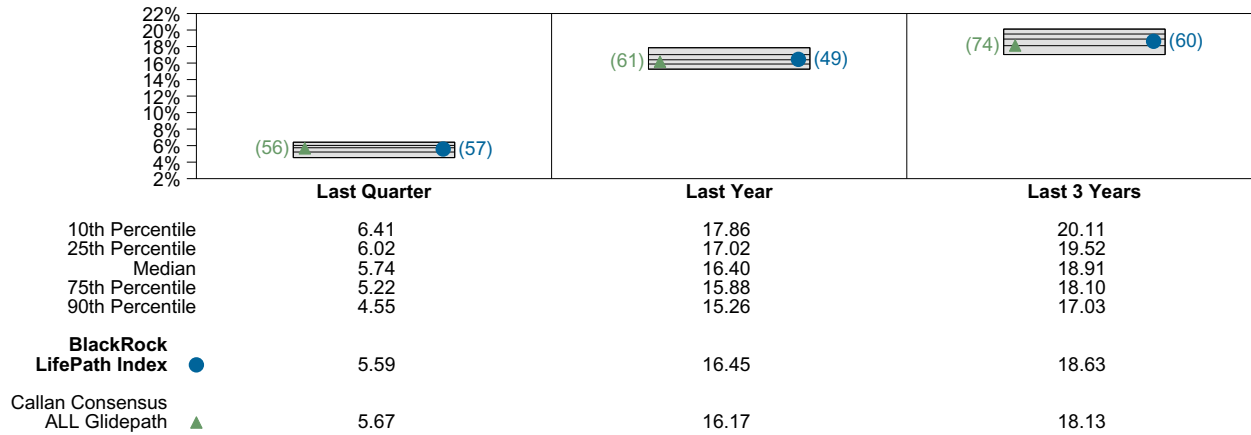 22%
20%
18%
16%
14%
12%
10%
8%
6%
4%
2%
(56)
(57)
(61)
(49)
(74)
(60)
Last Quarter Last Year Last 3 Years
10th Percentile 6.41 17.86 20.11
25th Percentile 6.02 17.02 19.52
Median 5.74 16.40 18.91
75th Percentile 5.22 15.88 18.10
90th Percentile 4.55 15.26 17.03
BlackRock
LifePath Index 5.59 16.45 18.63
Callan Consensus
ALL Glidepath 5.67 16.17 18.13